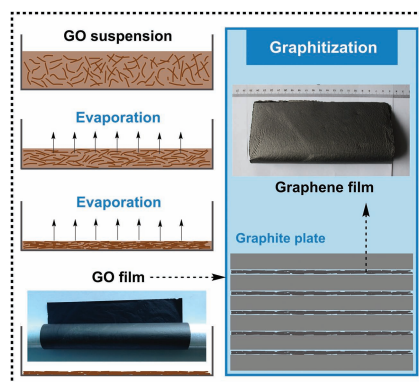 GO suspension
Evaporation
Evaporation
GO film
Graphitization
Graphene film
Graphite plate